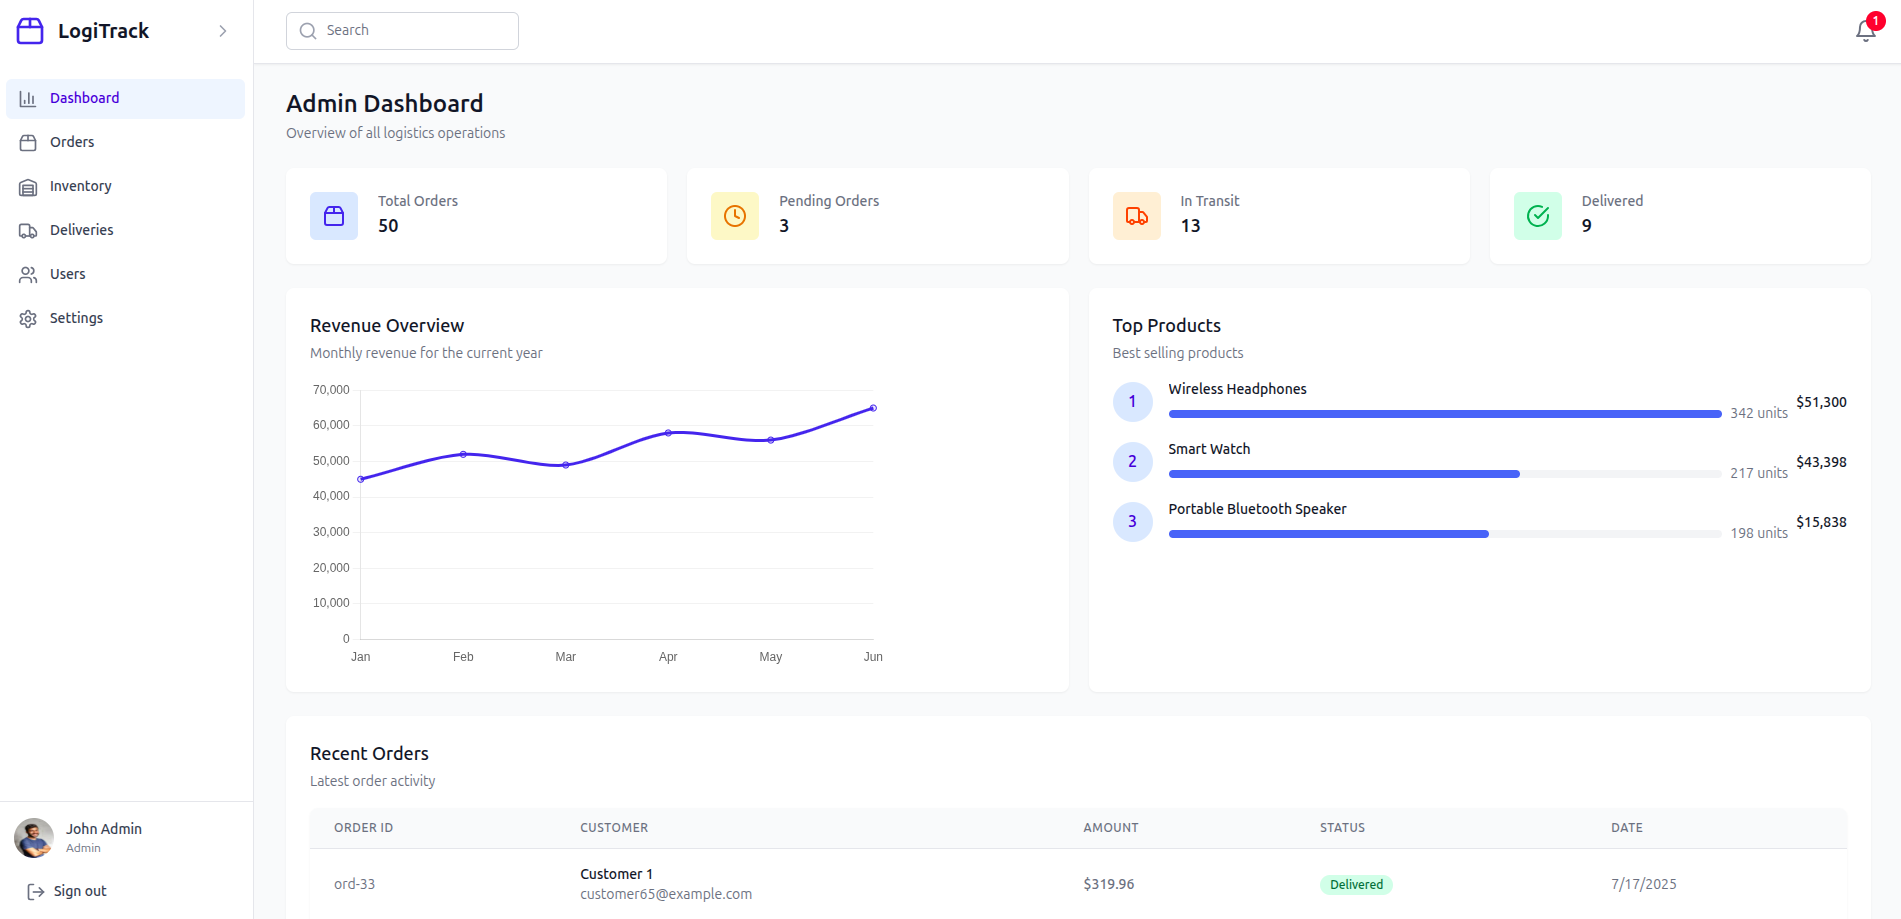 LogiTrack
Search
1
Dashboard
Orders
Inventory
Deliveries
Users
Settings
John Admin
Admin
Sign out
Admin Dashboard
Overview of all logistics operations
Total Orders
50
Pending Orders
3
In Transit
13
Delivered
9
Revenue Overview
Monthly revenue for the current year
70,000
60,000
50,000
40,000
30,000
20,000
10,000
0
Jan Feb Mar Apr May Jun
Top Products
Best selling products
1 Wireless Headphones
342 units $51,300
2 Smart Watch
217 units $43,398
3 Portable Bluetooth Speaker
198 units $15,838
Recent Orders
Latest order activity
ORDER ID CUSTOMER AMOUNT STATUS DATE
ord-33 Customer 1 $319.96 Delivered 7/17/2025
customer65@example.com